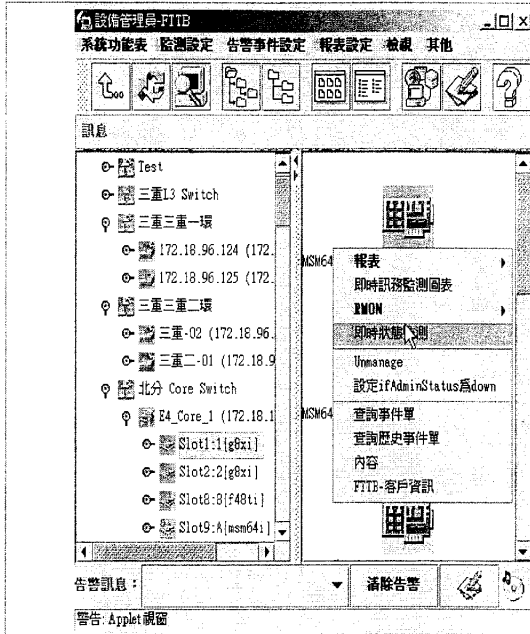 設備管理員-FTTB
系統功能表 監測設定 告警事件設定 報表設定 檢視 其他
訊息
Test
三重L3 Switch
三重三重一環
172.18.96.124 (172.
172.18.96.125 (172.
三重三重二環
三重-02 (172.18.96.
三重二-01 (172.18.9
北分 Core Switch
E4_Core_1 (172.18.1
Slot1:1{g8xi}
Slot2:2{g8xi}
Slot8:8{f48ti}
Slot9:A{msm64i}
MSM64
報表
即時訊務監測圖表
RMON
即時狀態 測
Unmanage
設定ifAdminStatus為down
MSM64
查詢事件單
查詢歷史事件單
內容
FTTB-客戶資訊
告警訊息：
清除告警
警告: Applet 視窗